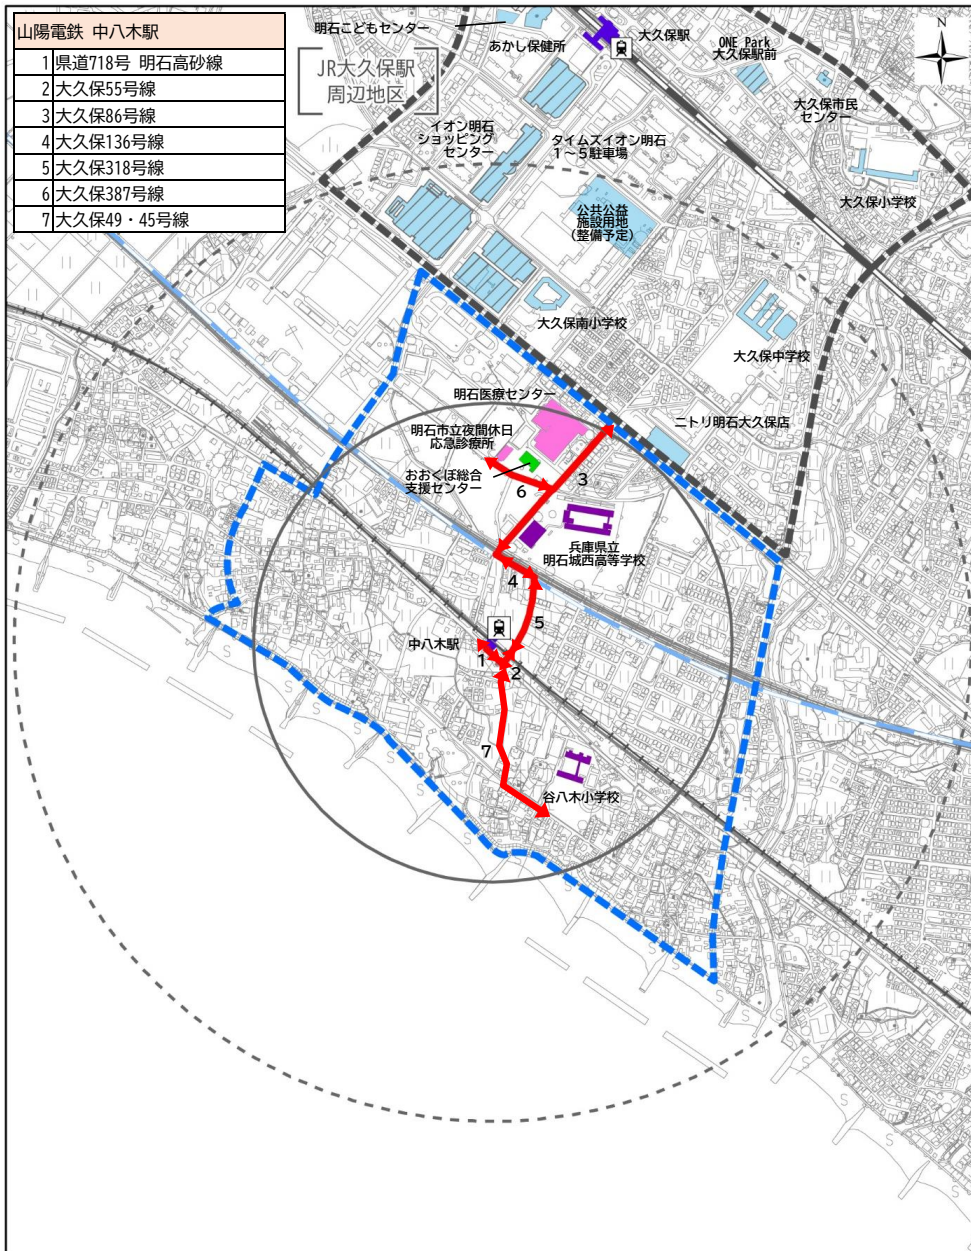 山陽電鉄 中八木駅
1 県道718号 明石高砂線
2 大久保55号線
3 大久保86号線
4 大久保136号線
5 大久保318号線
6 大久保387号線
7 大久保49・45号線
明石こどもセンター
あかし保健所
大久保駅
ONE Park
大久保駅前
N
JR大久保駅
周辺地区
大久保市民
センター
イオン明石
ショッピング
センター
タイムズイオン明石
1～5駐車場
大久保小学校
公共公益
施設用地
(整備予定)
大久保南小学校
大久保中学校
明石医療センター
ニトリ明石大久保店
明石市立夜間休日
応急診療所
おおくぼ総合
支援センター
3
6
兵庫県立
明石城西高等学校
4
5
中八木駅
1
2
7
谷八木小学校